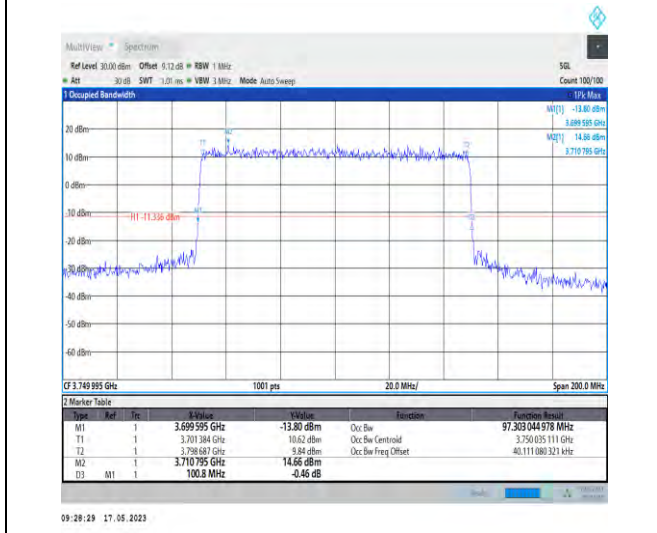 MultiView Spectrum
Ref Level 30.00 dBm Offset 9.12 dB RBW 1 MHz SGL
Att 30 dB SWT 1.01 ms VBW 3 MHz Mode Auto Sweep Count 100/100
1 Occupied Bandwidth 1Pk Max
M1[1] -13.80 dBm
3.699 595 GHz
M2[1] 14.66 dBm
3.710 795 GHz
20 dBm
10 dBm
0 dBm
-10 dBm
H1 -11.336 dBm
-20 dBm
-30 dBm
-40 dBm
-50 dBm
-60 dBm
T1
M2
M1
CF 3.749 995 GHz 1001 pts 20.0 MHz/ Span 200.0 MHz
2 Marker Table
Type Ref Trc X-Value Y-Value Function Function Result
M1 1 3.699 595 GHz -13.80 dBm Occ Bw 97.303 044 978 MHz
T1 1 3.701 384 GHz 10.62 dBm Occ Bw Centroid 3.750 035 111 GHz
T2 1 3.798 687 GHz 9.84 dBm Occ Bw Freq Offset 40.111 080 321 kHz
M2 1 3.710 795 GHz 14.66 dBm
D3 M1 1 100.8 MHz -0.46 dB
09:28:29 17.05.2023